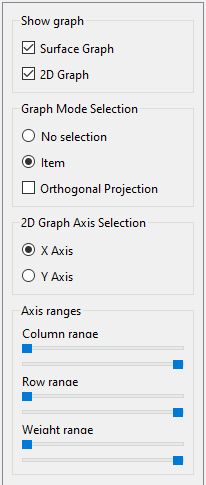 Show graph
Surface Graph
2D Graph
Graph Mode Selection
No selection
Item
Orthogonal Projection
2D Graph Axis Selection
X Axis
Y Axis
Axis ranges
Column range
Row range
Weight range